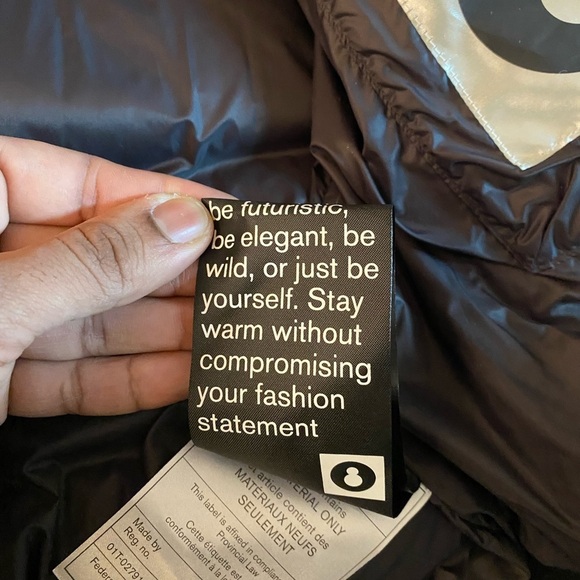 be futuristic,
be elegant, be
wild, or just be
yourself. Stay
warm without
compromising
your fashion
statement
MATERIAL ONLY
article contient des
MATÉRIAUX NEUFS
SEULEMENT
This label is affixed in complian
Provincial Law
Cette étiquette est
conformément à la
Made by
Reg. no.
01T-0279